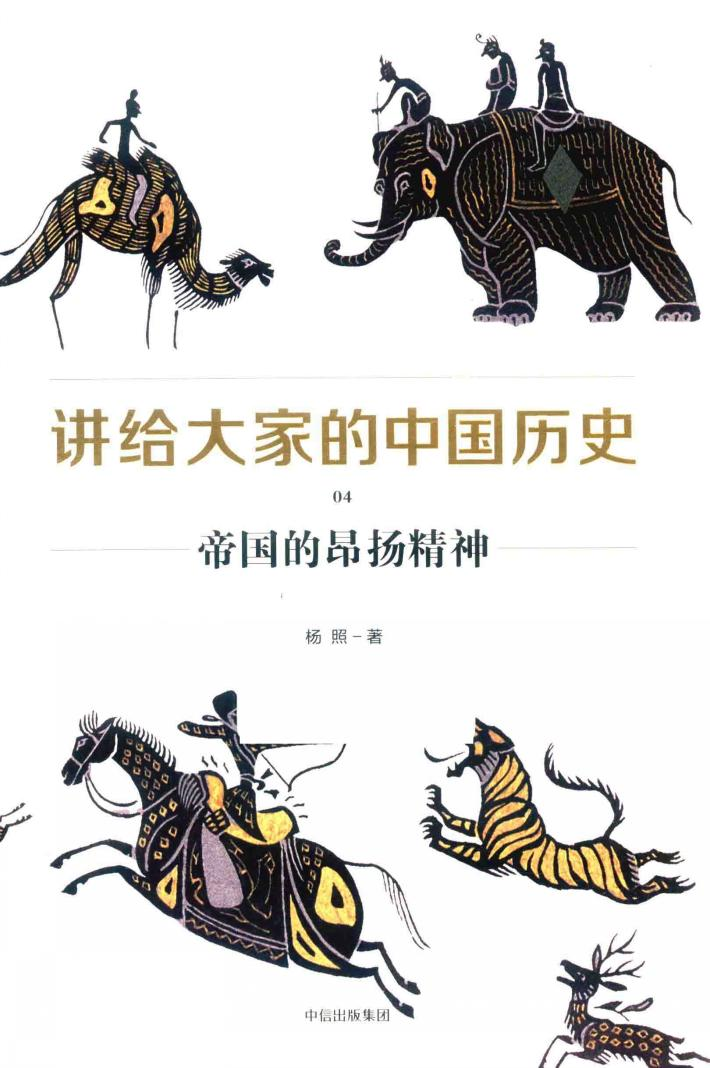 讲给大家的中国历史
04
帝国的昂扬精神
杨 照－著
中信出版集团